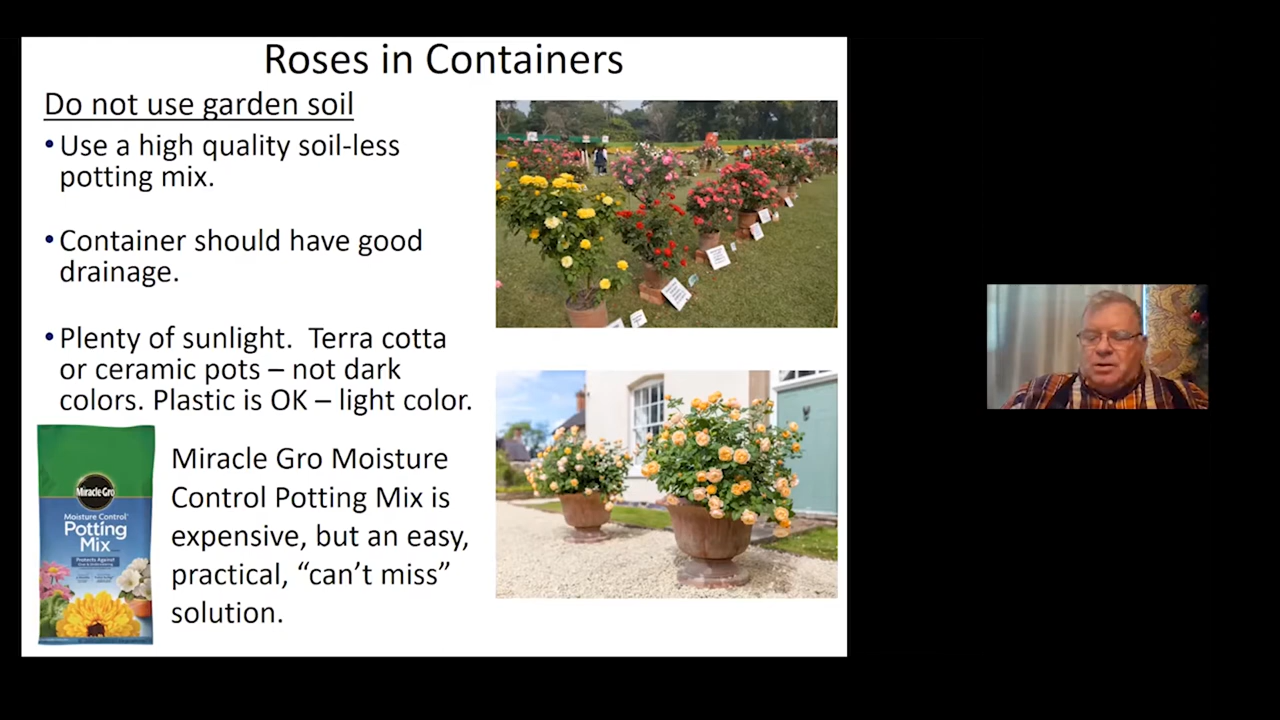 Roses in Containers
Do not use garden soil
•Use a high quality soil-less
potting mix.
•Container should have good
drainage.
•Plenty of sunlight.  Terra cotta
or ceramic pots – not dark
colors. Plastic is OK – light color.
Miracle-Gro
Moisture Control
Potting
Mix
Miracle Gro Moisture
Control Potting Mix is
expensive, but an easy,
practical, “can’t miss”
solution.